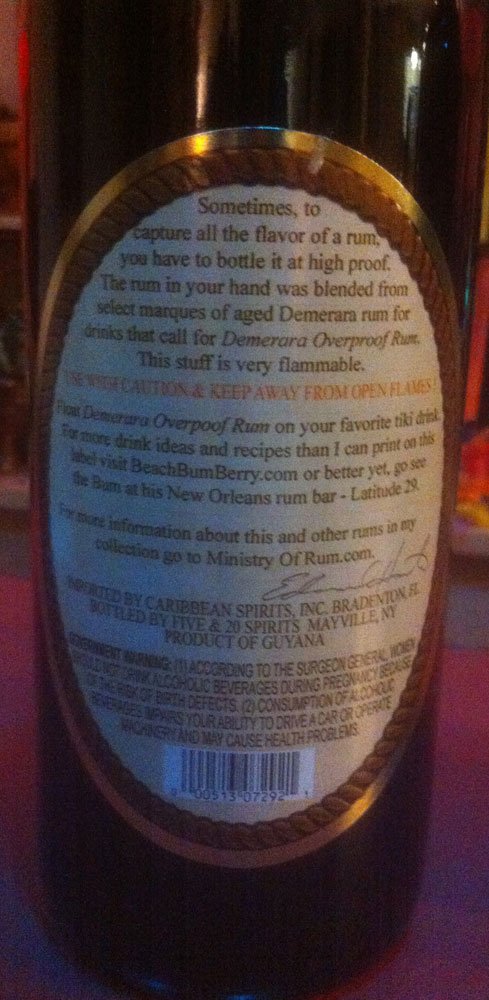 Sometimes, to
capture all the flavor of a rum,
you have to bottle it at high proof.
The rum in your hand was blended from
select marques of aged Demerara rum for
drinks that call for Demerara Overproof Rum.
This stuff is very flammable.
USE WITH CAUTION & KEEP AWAY FROM OPEN FLAMES!
Float Demerara Overpoof Rum on your favorite tiki drink.
For more drink ideas and recipes than I can print on this
label visit BeachBumBerry.com or better yet, go see
the Bum at his New Orleans rum bar - Latitude 29.
For more information about this and other rums in my
collection go to Ministry Of Rum.com.
IMPORTED BY CARIBBEAN SPIRITS, INC. BRADENTON, FL
BOTTLED BY FIVE & 20 SPIRITS MAYVILLE, NY
PRODUCT OF GUYANA
GOVERNMENT WARNING: (1) ACCORDING TO THE SURGEON GENERAL, WOMEN
SHOULD NOT DRINK ALCOHOLIC BEVERAGES DURING PREGNANCY BECAUSE
OF THE RISK OF BIRTH DEFECTS. (2) CONSUMPTION OF ALCOHOLIC
BEVERAGES IMPAIRS YOUR ABILITY TO DRIVE A CAR OR OPERATE
MACHINERY AND MAY CAUSE HEALTH PROBLEMS.
00513 07292 1